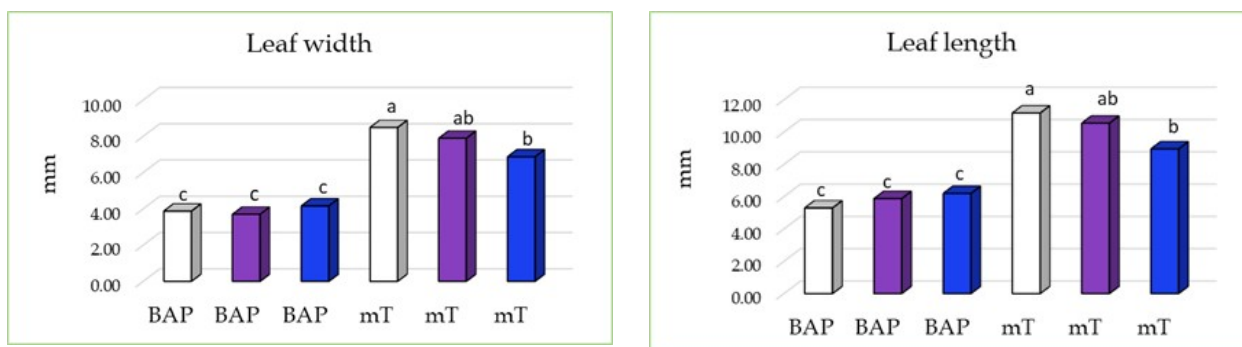 Leaf width
mm
10.00
8.00
6.00
4.00
2.00
0.00
c c c a ab b
BAP BAP BAP mT mT mT
Leaf length
mm
12.00
10.00
8.00
6.00
4.00
2.00
0.00
c c c a ab b
BAP BAP BAP mT mT mT